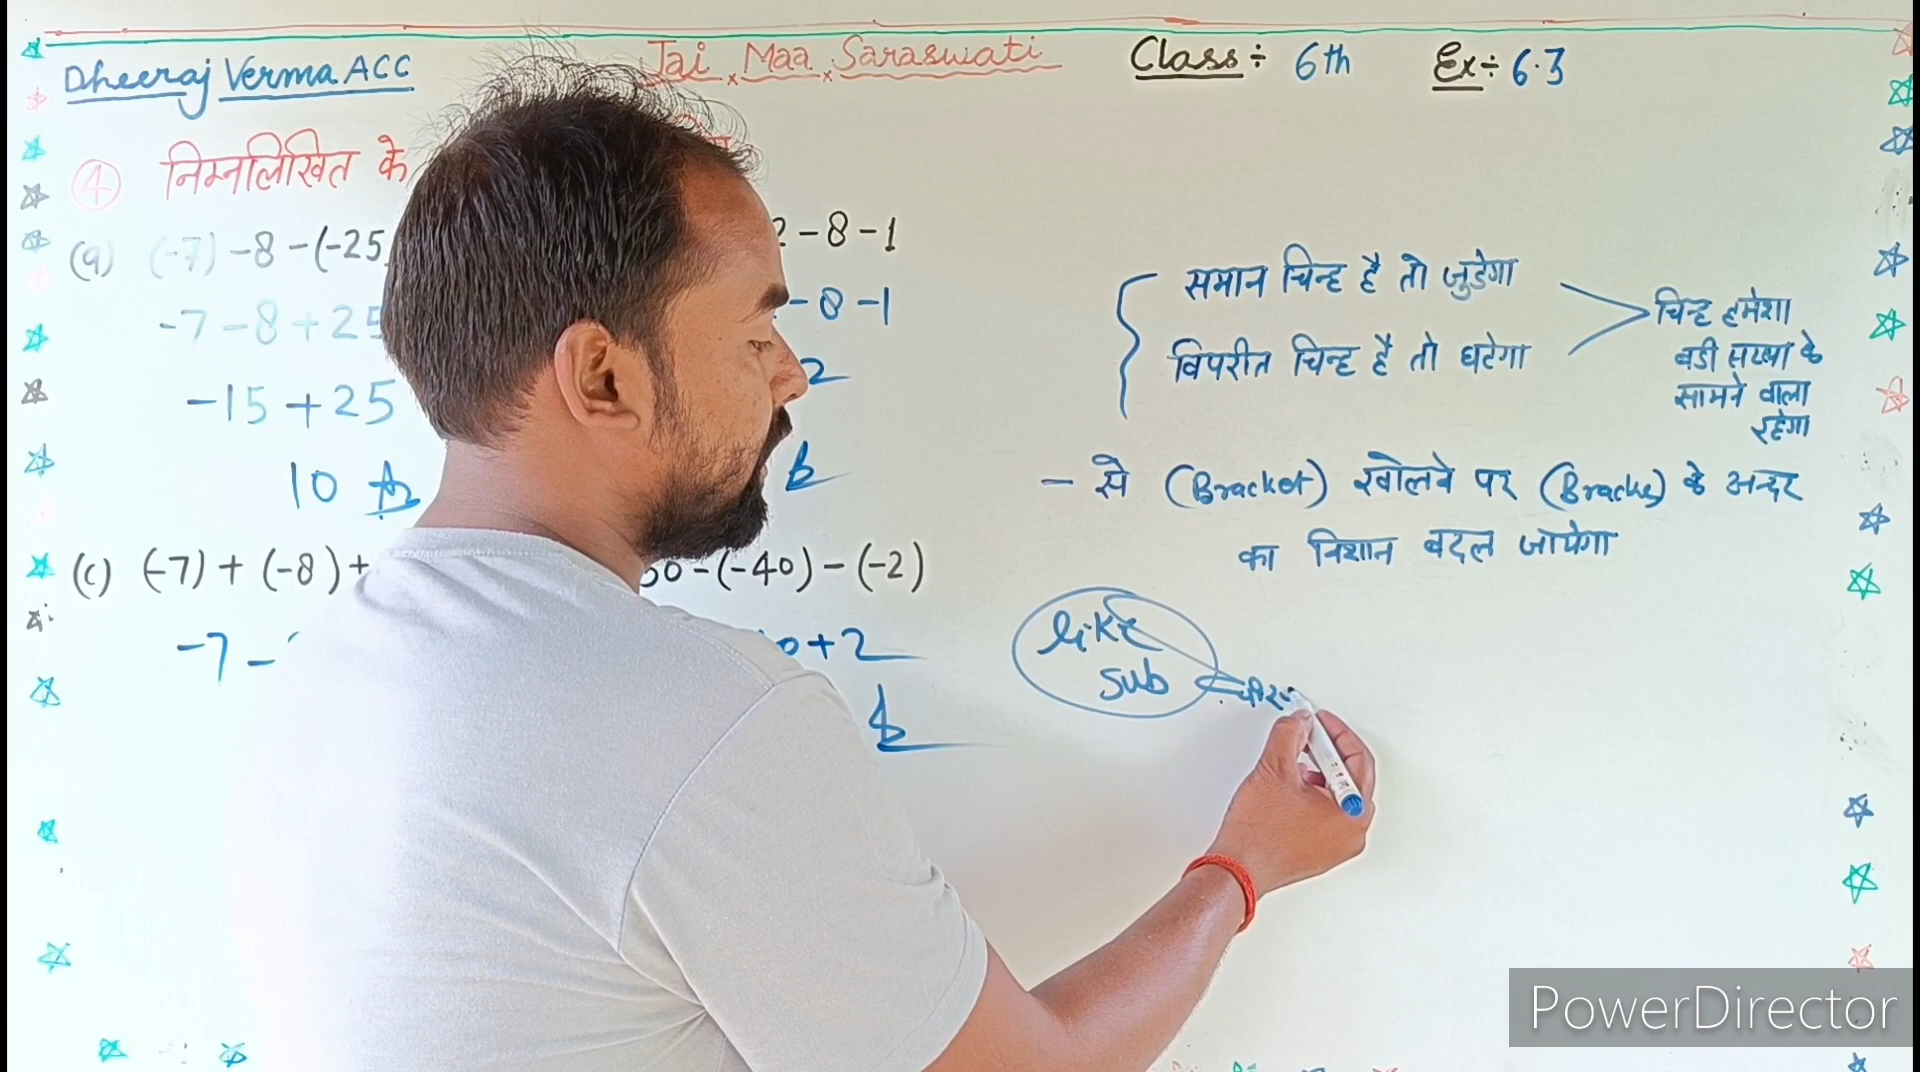 Dheeraj Verma ACC
Jai x Maa x Saraswati
Class ÷ 6th
Ex ÷ 6.3
④ निम्नलिखित के
(a) (-7) -8 -(-25
-7 -8 + 25
-15 + 25
10
2 - 8 - 1
- 8 - 1
2
(c) (-7) + (-8) +
-7 -
0 - (-40) - (-2)
0 + 2
समान चिन्ह है तो जुडेगा
विपरीत चिन्ह है तो घटेगा
चिन्ह हमेशा
बडी सख्या के
सामने वाला
रहेगा
- से (Bracket) खोलने पर (Bracket) के अन्दर
का निशान बदल जायेगा
like
sub
PowerDirector